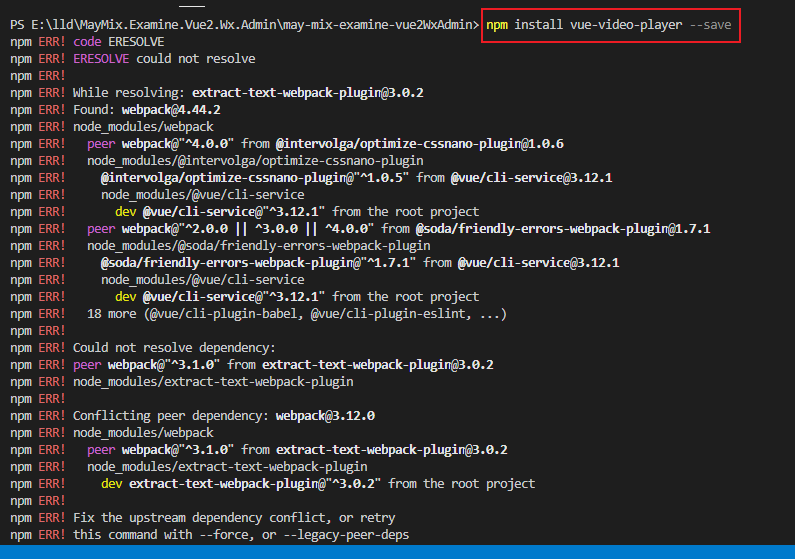 PS E:\lld\MayMix.Examine.Vue2.Wx.Admin\may-mix-examine-vue2WxAdmin> npm install vue-video-player --save
npm ERR! code ERESOLVE
npm ERR! ERESOLVE could not resolve
npm ERR!
npm ERR! While resolving: extract-text-webpack-plugin@3.0.2
npm ERR! Found: webpack@4.44.2
npm ERR! node_modules/webpack
npm ERR!   peer webpack@"^4.0.0" from @intervolga/optimize-cssnano-plugin@1.0.6
npm ERR!   node_modules/@intervolga/optimize-cssnano-plugin
npm ERR!     @intervolga/optimize-cssnano-plugin@"^1.0.5" from @vue/cli-service@3.12.1
npm ERR!     node_modules/@vue/cli-service
npm ERR!       dev @vue/cli-service@"^3.12.1" from the root project
npm ERR!   peer webpack@"^2.0.0 || ^3.0.0 || ^4.0.0" from @soda/friendly-errors-webpack-plugin@1.7.1
npm ERR!   node_modules/@soda/friendly-errors-webpack-plugin
npm ERR!     @soda/friendly-errors-webpack-plugin@"^1.7.1" from @vue/cli-service@3.12.1
npm ERR!     node_modules/@vue/cli-service
npm ERR!       dev @vue/cli-service@"^3.12.1" from the root project
npm ERR!   18 more (@vue/cli-plugin-babel, @vue/cli-plugin-eslint, ...)
npm ERR!
npm ERR! Could not resolve dependency:
npm ERR! peer webpack@"^3.1.0" from extract-text-webpack-plugin@3.0.2
npm ERR! node_modules/extract-text-webpack-plugin
npm ERR!
npm ERR! Conflicting peer dependency: webpack@3.12.0
npm ERR! node_modules/webpack
npm ERR!   peer webpack@"^3.1.0" from extract-text-webpack-plugin@3.0.2
npm ERR!   node_modules/extract-text-webpack-plugin
npm ERR!     dev extract-text-webpack-plugin@"^3.0.2" from the root project
npm ERR!
npm ERR! Fix the upstream dependency conflict, or retry
npm ERR! this command with --force, or --legacy-peer-deps